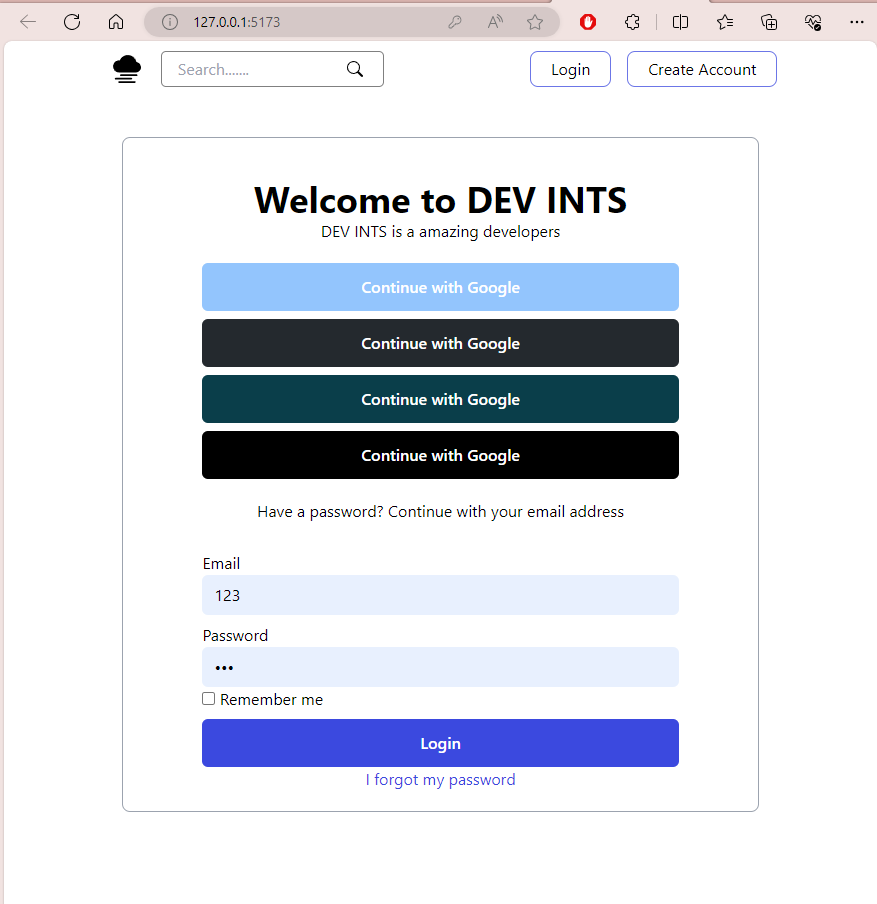 127.0.0.1:5173
Search.......
Login
Create Account
Welcome to DEV INTS
DEV INTS is a amazing developers
Continue with Google
Continue with Google
Continue with Google
Continue with Google
Have a password? Continue with your email address
Email
123
Password
•••
Remember me
Login
I forgot my password